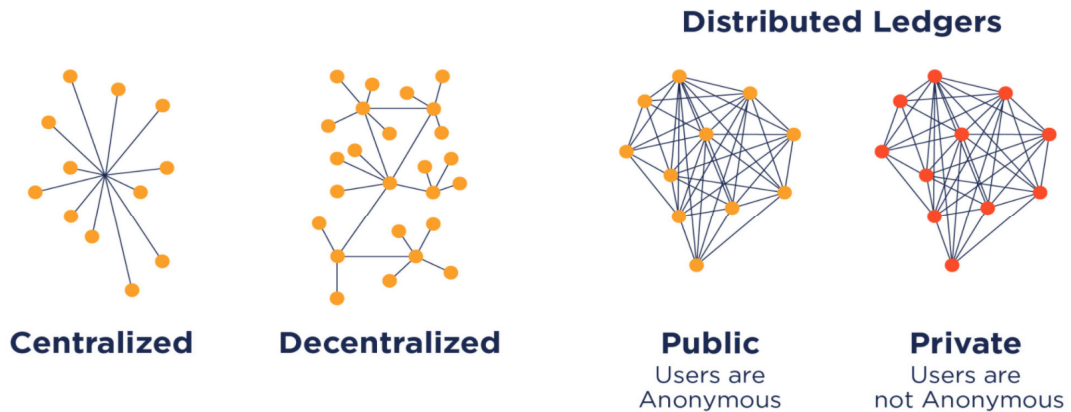 Distributed Ledgers
Centralized
Decentralized
Public
Users are
Anonymous
Private
Users are
not Anonymous